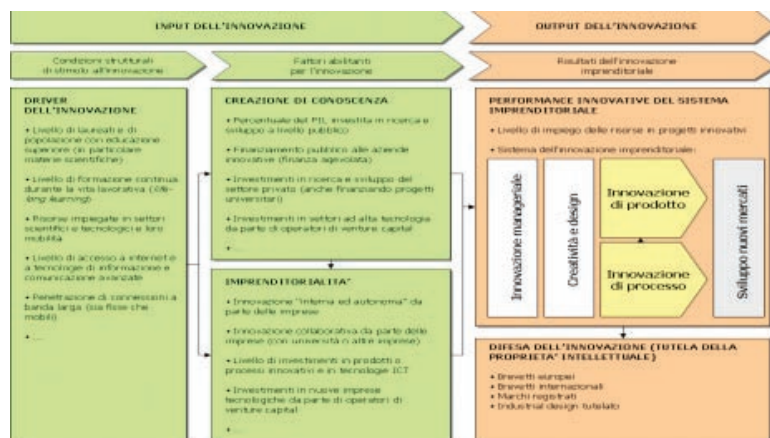 INPUT DELL'INNOVAZIONE
OUTPUT DELL'INNOVAZIONE
Condizioni strutturali
di stimolo all'innovazione
Fattori abilitanti
per l'innovazione
Risultati dell'innovazione
imprenditoriale
DRIVER
DELL'INNOVAZIONE
• Livello di laureati e di
popolazione con educazione
superiore (in particolare
materie scientifiche)
• Livello di formazione continua
durante la vita lavorativa (life-
long learning)
• Risorse impiegate in settori
scientifici e tecnologici e loro
mobilità
• Livello di accesso a internet e
a tecnologie di informazione e
comunicazione avanzate
• Penetrazione di connessioni a
banda larga (sia fisse che
mobili)
• ...
CREAZIONE DI CONOSCENZA
• Percentuale del PIL investita in ricerca e
sviluppo a livello pubblico
• Finanziamento pubblico alle aziende
innovative (finanza agevolata)
• Investimenti in ricerca e sviluppo del
settore privato (anche finanziando progetti
universitari)
• Investimenti in settori ad alta tecnologia
da parte di operatori di venture capital
• ...
IMPRENDITORIALITA'
• Innovazione "interna ed autonoma" da
parte delle imprese
• Innovazione collaborativa da parte delle
imprese (con università o altre imprese)
• Livello di investimenti in prodotti o
processi innovativi e in tecnologie ICT
• Investimenti in nuove imprese
tecnologiche da parte di operatori di
venture capital
• ...
PERFORMANCE INNOVATIVE DEL SISTEMA
IMPRENDITORIALE
• Livello di impiego delle risorse in progetti innovativi
• Sistema dell'innovazione imprenditoriale:
Innovazione manageriale
Creatività e design
Innovazione
di prodotto
Innovazione
di processo
Sviluppo nuovi mercati
DIFESA DELL'INNOVAZIONE (TUTELA DELLA
PROPRIETA' INTELLETTUALE)
• Brevetti europei
• Brevetti internazionali
• Marchi registrati
• Industrial design tutelato